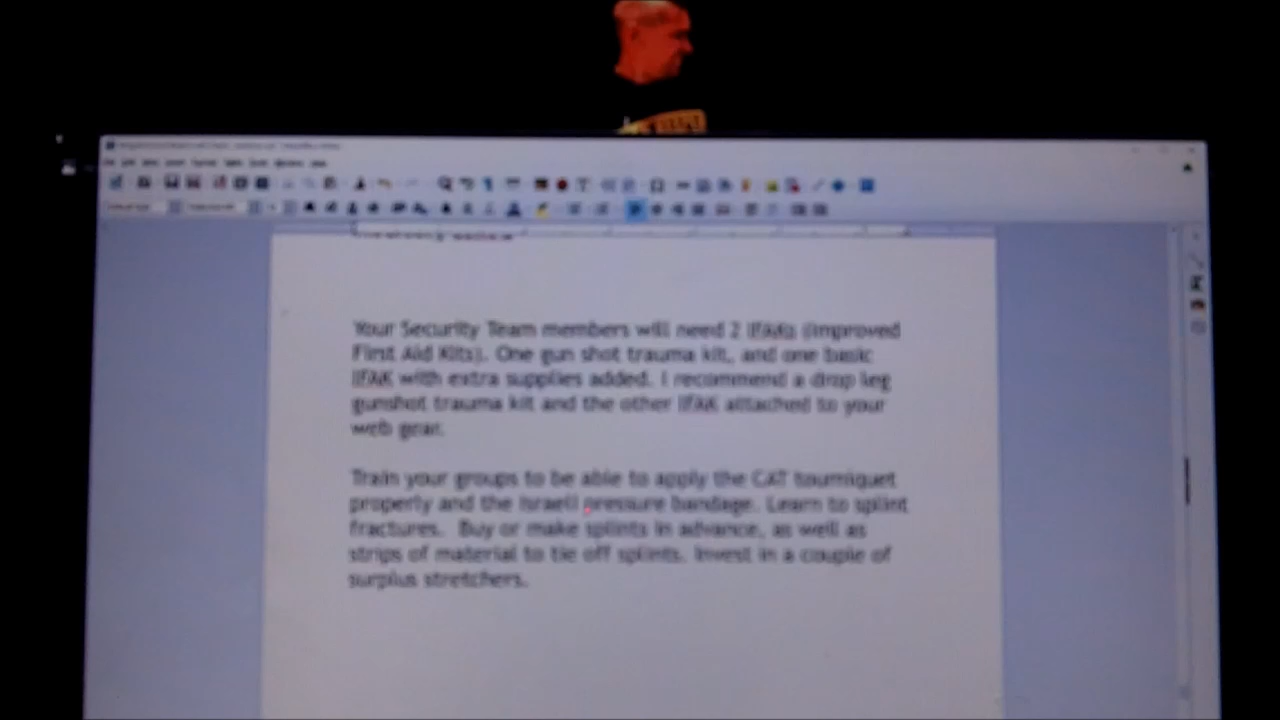 Your Security Team members will need 2 IFAKs (Improved
First Aid Kits). One gun shot trauma kit, and one basic
IFAK with extra supplies added. I recommend a drop leg
gunshot trauma kit and the other IFAK attached to your
web gear.
Train your groups to be able to apply the CAT tourniquet
properly and the Israeli pressure bandage. Learn to splint
fractures. Buy or make splints in advance, as well as
strips of material to tie off splints. Invest in a couple of
surplus stretchers.